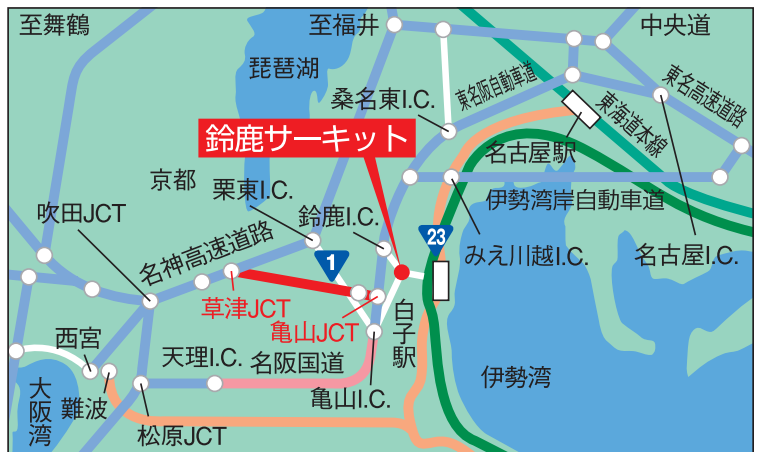 至舞鶴
至福井
中央道
琵琶湖
桑名東I.C.
東名阪自動車道
東名高速道路
東海道本線
鈴鹿サーキット
名古屋駅
京都
栗東I.C.
伊勢湾岸自動車道
吹田JCT
鈴鹿I.C.
23
名神高速道路
みえ川越I.C.
名古屋I.C.
1
草津JCT
亀山JCT
白子駅
西宮
天理I.C.
名阪国道
伊勢湾
大阪湾
難波
亀山I.C.
松原JCT